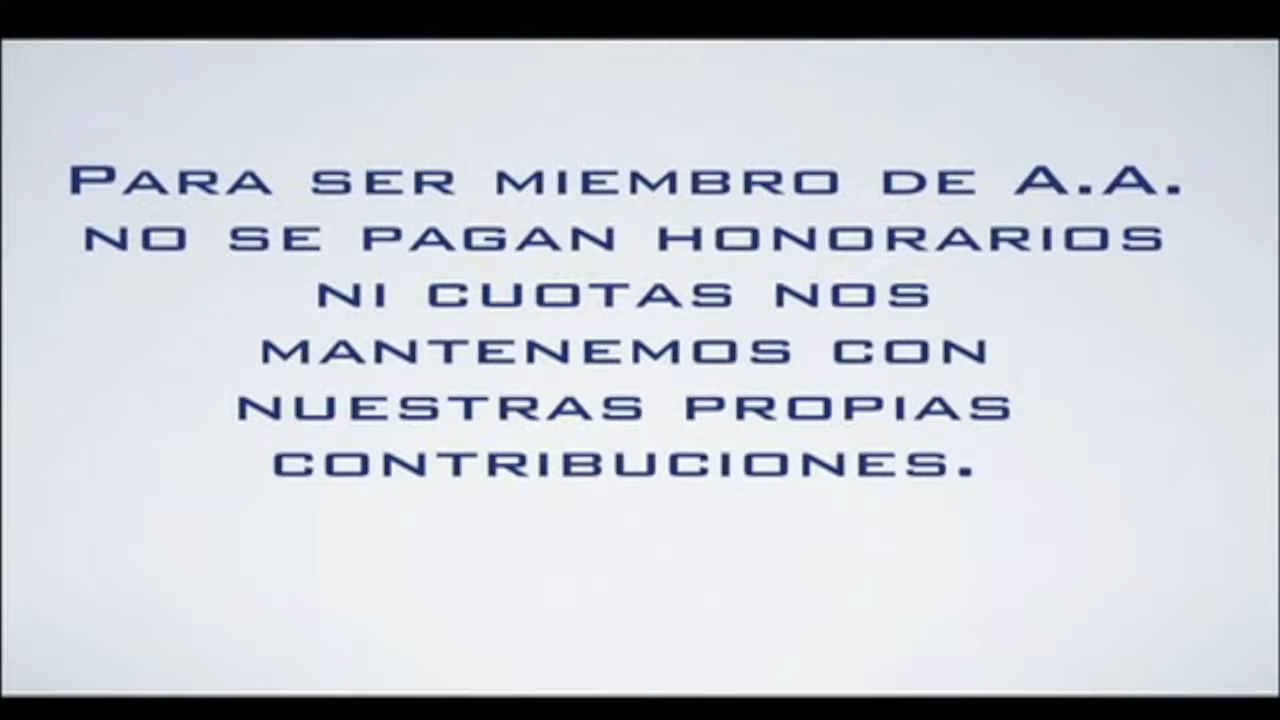 PARA SER MIEMBRO DE A.A.
NO SE PAGAN HONORARIOS
NI CUOTAS NOS
MANTENEMOS CON
NUESTRAS PROPIAS
CONTRIBUCIONES.